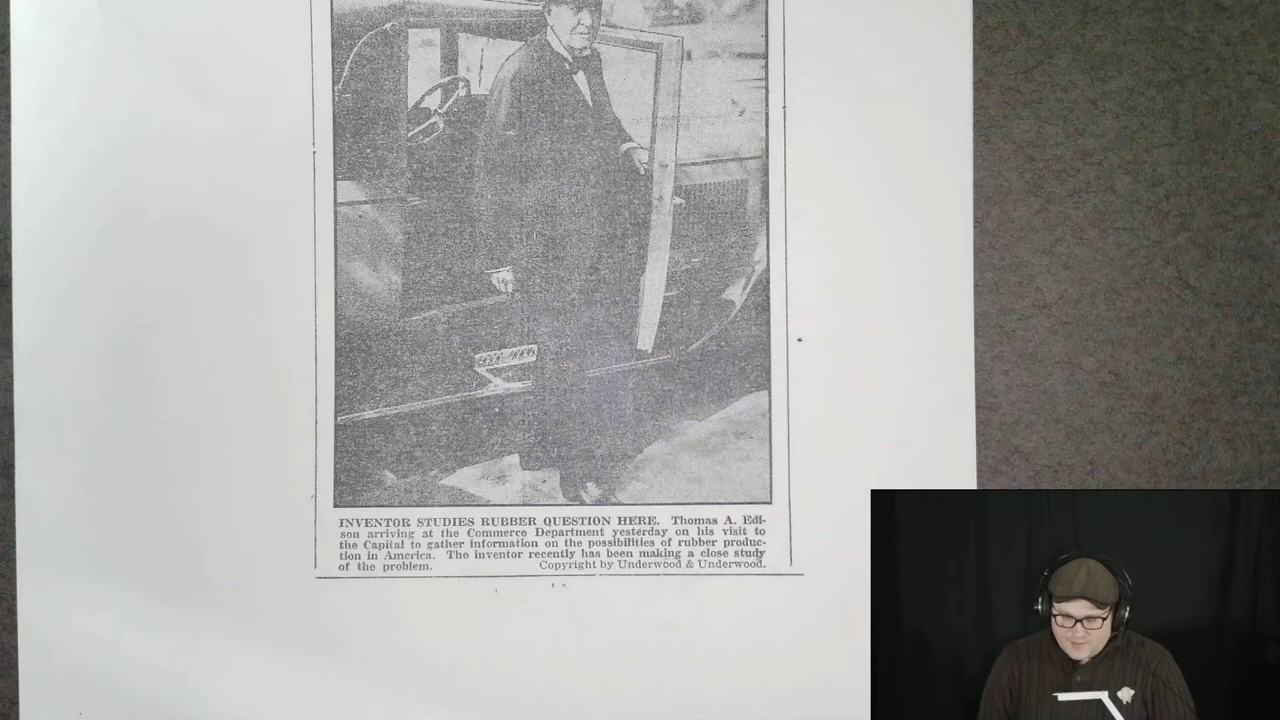 INVENTOR STUDIES RUBBER QUESTION HERE. Thomas A. Edi-
son arriving at the Commerce Department yesterday on his visit to
the Capital to gather information on the possibilities of rubber produc-
tion in America. The inventor recently has been making a close study
of the problem. Copyright by Underwood & Underwood.